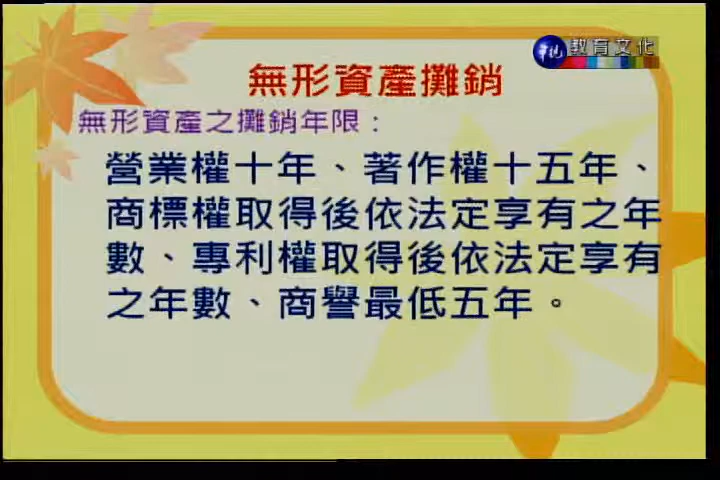 華視 教育文化
無形資產攤銷
無形資產之攤銷年限：
營業權十年、著作權十五年、
商標權取得後依法定享有之年
數、專利權取得後依法定享有
之年數、商譽最低五年。